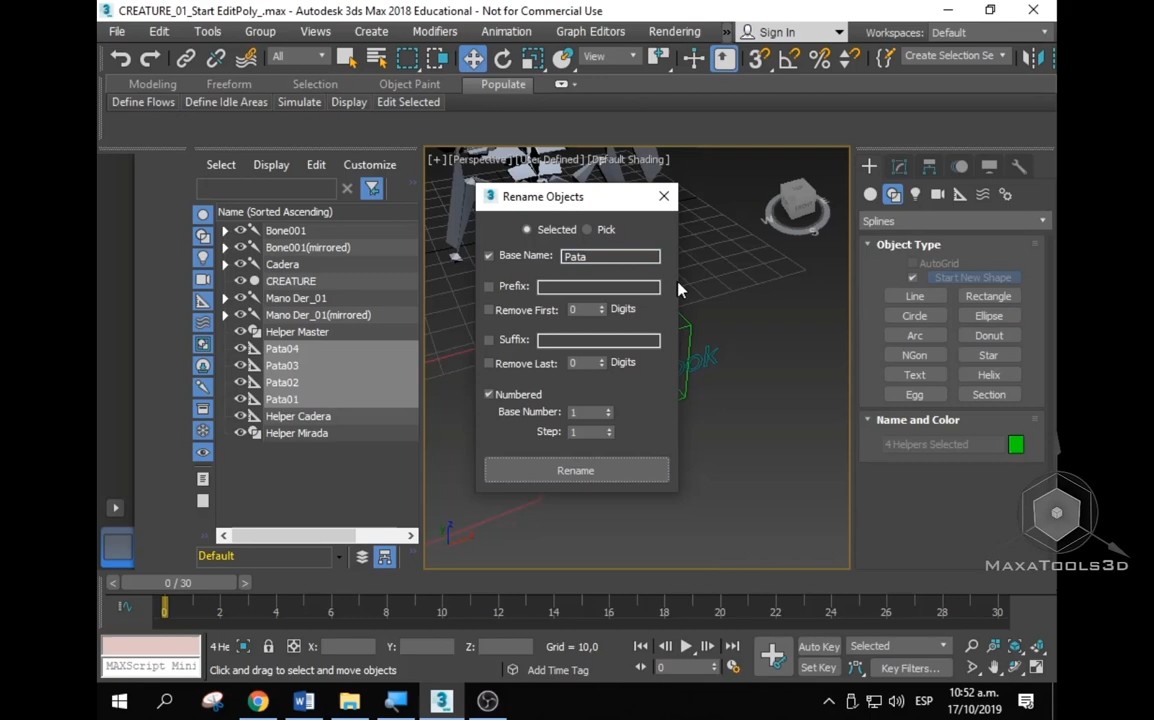 CREATURE_01_Start EditPoly_.max - Autodesk 3ds Max 2018 Educational - Not for Commercial Use
File Edit Tools Group Views Create Modifiers Animation Graph Editors Rendering » Sign In Workspaces: Default
All View Create Selection Se
Modeling Freeform Selection Object Paint Populate
Define Flows Define Idle Areas Simulate Display Edit Selected
Select Display Edit Customize
[+] [Perspective] [User Defined] [Default Shading]
Rename Objects
Splines
Name (Sorted Ascending)
Bone001
Bone001(mirrored)
Cadera
CREATURE
Mano Der_01
Mano Der_01(mirrored)
Helper Master
Pata04
Pata03
Pata02
Pata01
Helper Cadera
Helper Mirada
Selected Pick
Base Name: Pata
Prefix:
Remove First: 0 Digits
Suffix:
Remove Last: 0 Digits
Numbered
Base Number: 1
Step: 1
Rename
Object Type
AutoGrid
Start New Shape
Line Rectangle
Circle Ellipse
Arc Donut
NGon Star
Text Helix
Egg Section
Name and Color
4 Helpers Selected
MaxaTools3d
Default
0 / 30
0 2 4 6 8 10 12 14 16 18 20 22 24 26 28 30
4 He X: Y: Z: Grid = 10,0 Auto Key Selected
MAXScript Mini Click and drag to select and move objects Add Time Tag 0 Set Key Key Filters...
ESP 10:52 a.m.
17/10/2019